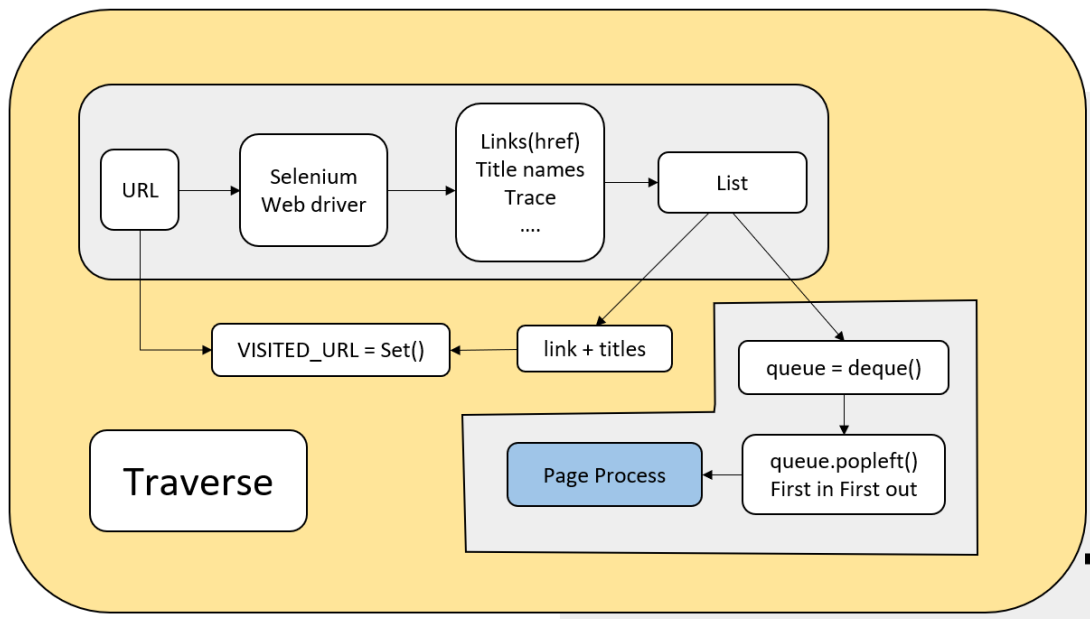 URL
Selenium
Web driver
Links(href)
Title names
Trace
....
List
VISITED_URL = Set()
link + titles
queue = deque()
queue.popleft()
First in First out
Page Process
Traverse